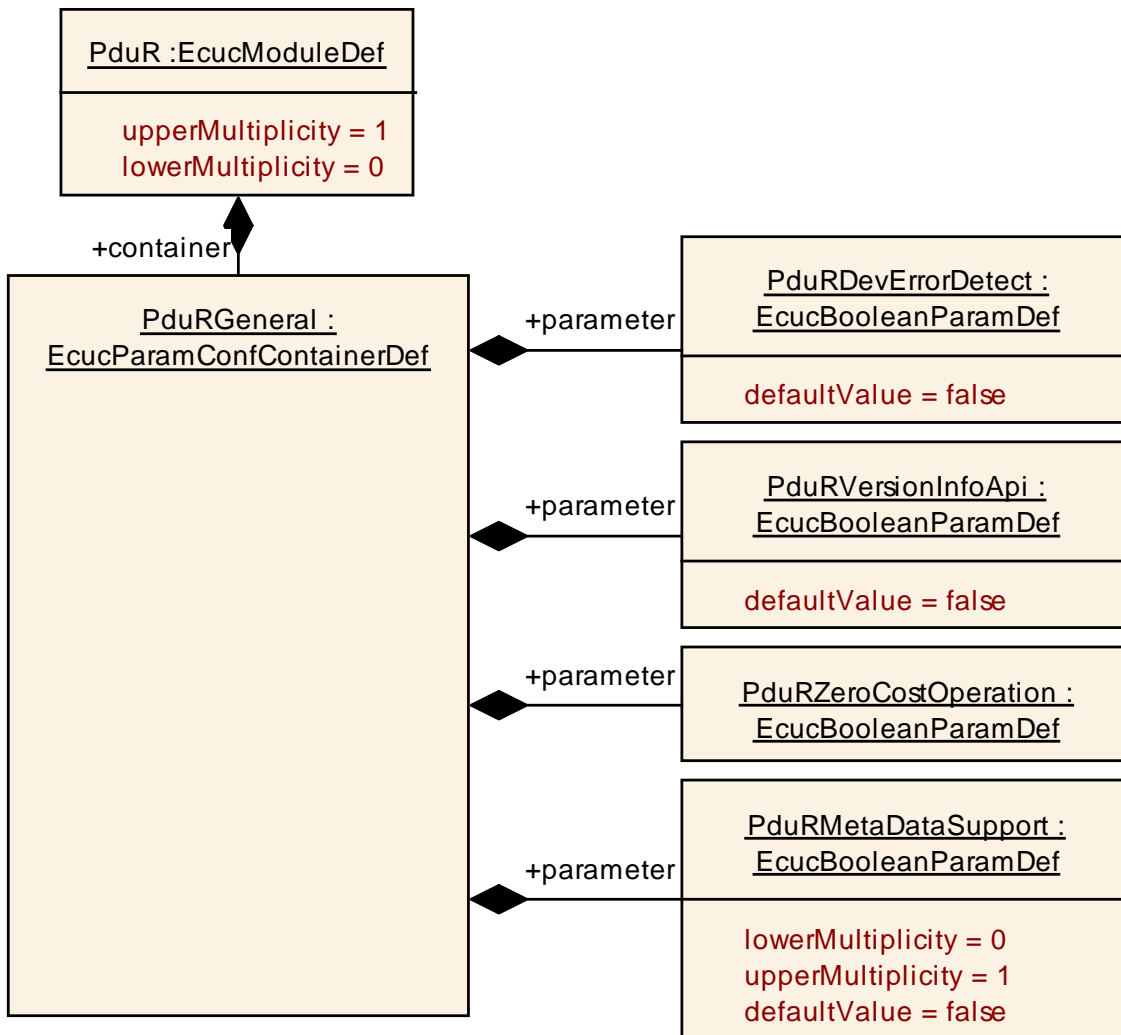 PduR :EcucModuleDef
upperMultiplicity = 1
lowerMultiplicity = 0
+container
PduRGeneral :
EcucParamConfContainerDef
+parameter
PduRDevErrorDetect :
EcucBooleanParamDef
defaultValue = false
+parameter
PduRVersionInfoApi :
EcucBooleanParamDef
defaultValue = false
+parameter
PduRZeroCostOperation :
EcucBooleanParamDef
+parameter
PduRMetaDataSupport :
EcucBooleanParamDef
lowerMultiplicity = 0
upperMultiplicity = 1
defaultValue = false